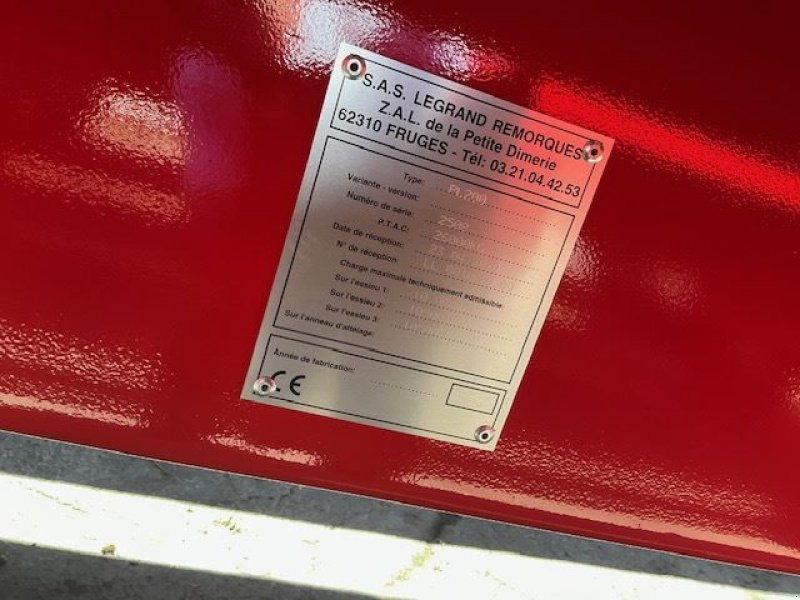 S.A.S. LEGRAND REMORQUES
Z.A.L. de la Petite Dimerie
62310 FRUGES - Tél: 03.21.04.42.53
Type:
Variante - version:
Numéro de série:
P.T.A.C:
Date de réception:
N° de réception:
Charge maximale techniquement admissible:
Sur l'essieu 1:
Sur l'essieu 2:
Sur l'essieu 3:
Sur l'anneau d'attelage:
Année de fabrication:
CE